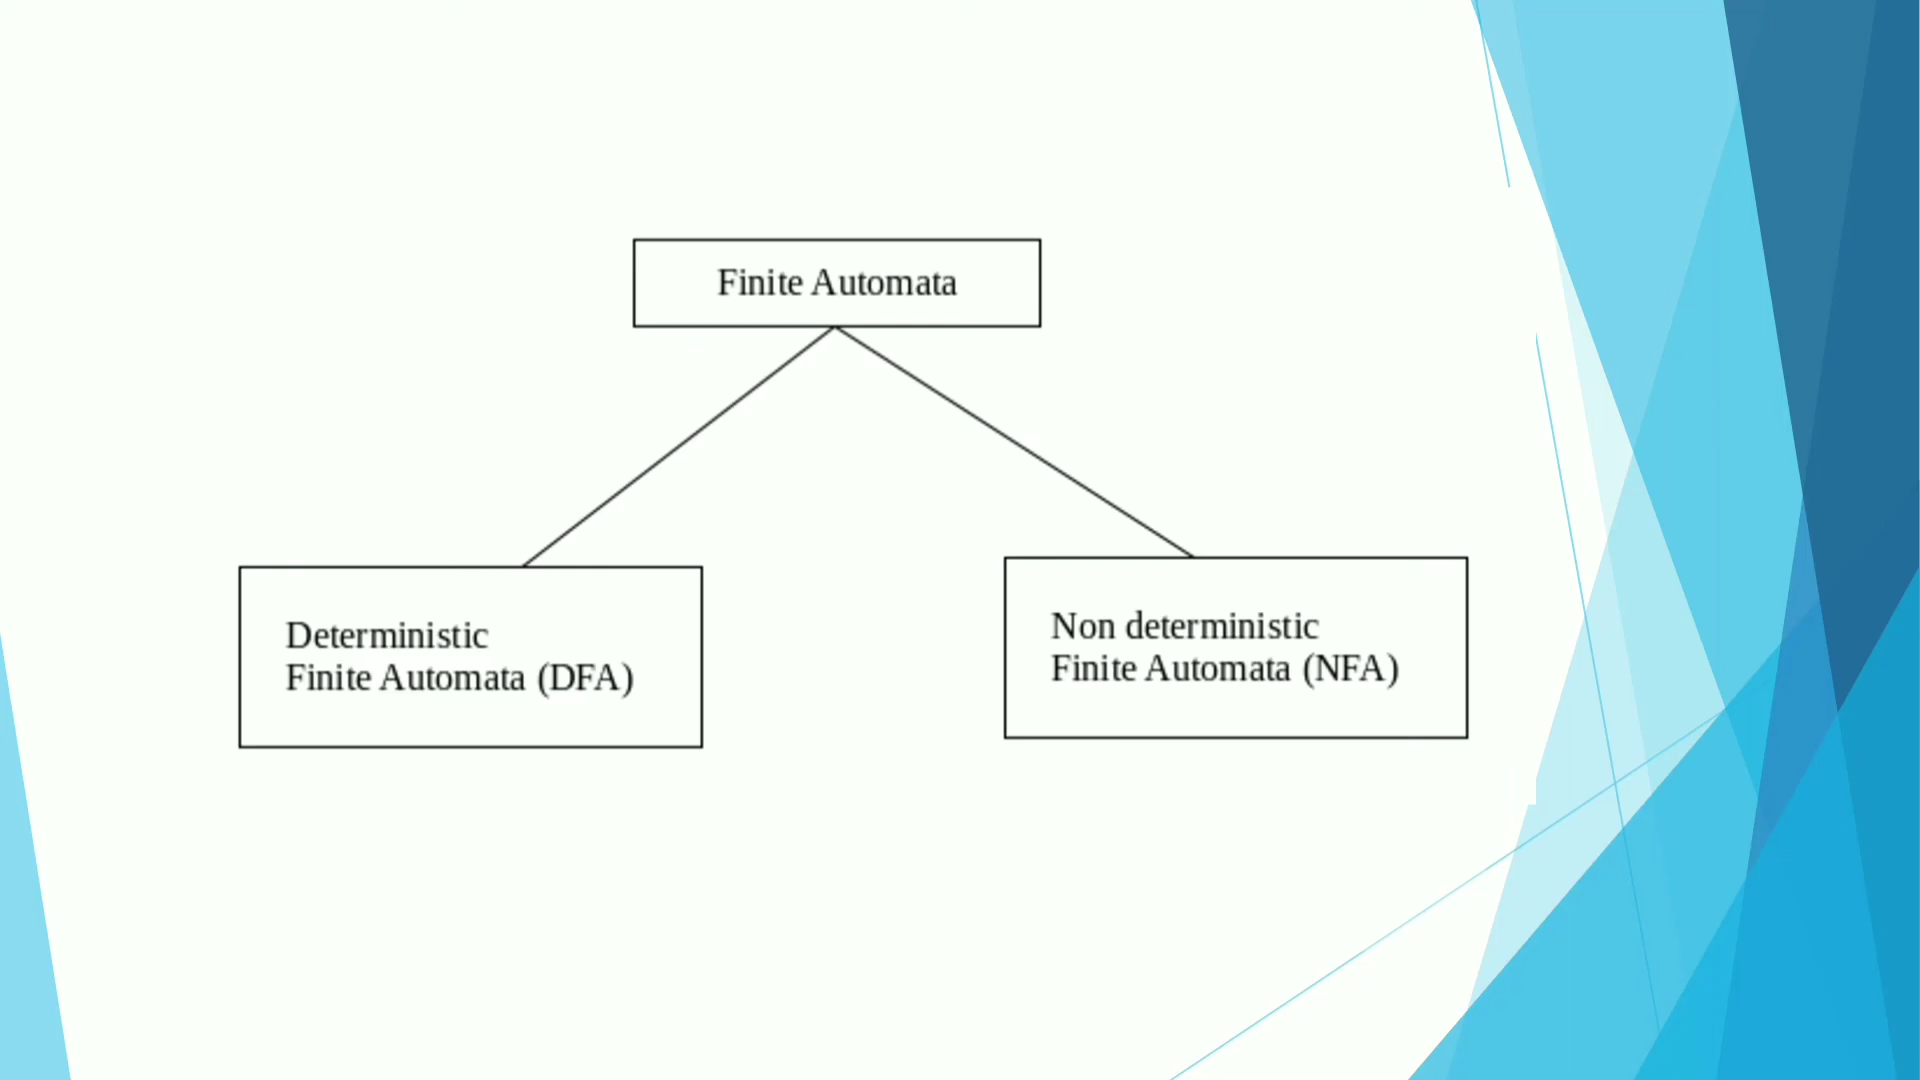 Finite Automata
Deterministic
Finite Automata (DFA)
Non deterministic
Finite Automata (NFA)